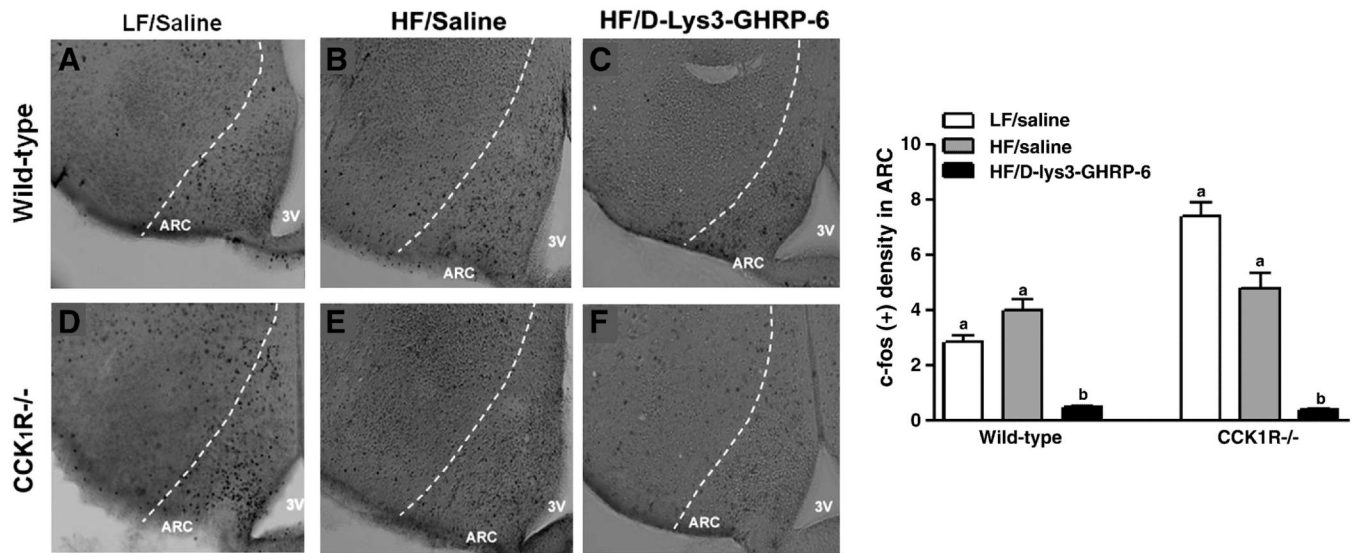 LF/Saline HF/Saline HF/D-Lys3-GHRP-6
Wild-type
A
ARC
3V
B
ARC
3V
C
ARC
3V
CCK1R-/-
D
ARC
3V
E
ARC
3V
F
ARC
3V
LF/saline
HF/saline
HF/D-lys3-GHRP-6
c-fos (+) density in ARC
10
8
6
4
2
0
a
a
b
a
a
b
Wild-type CCK1R-/-